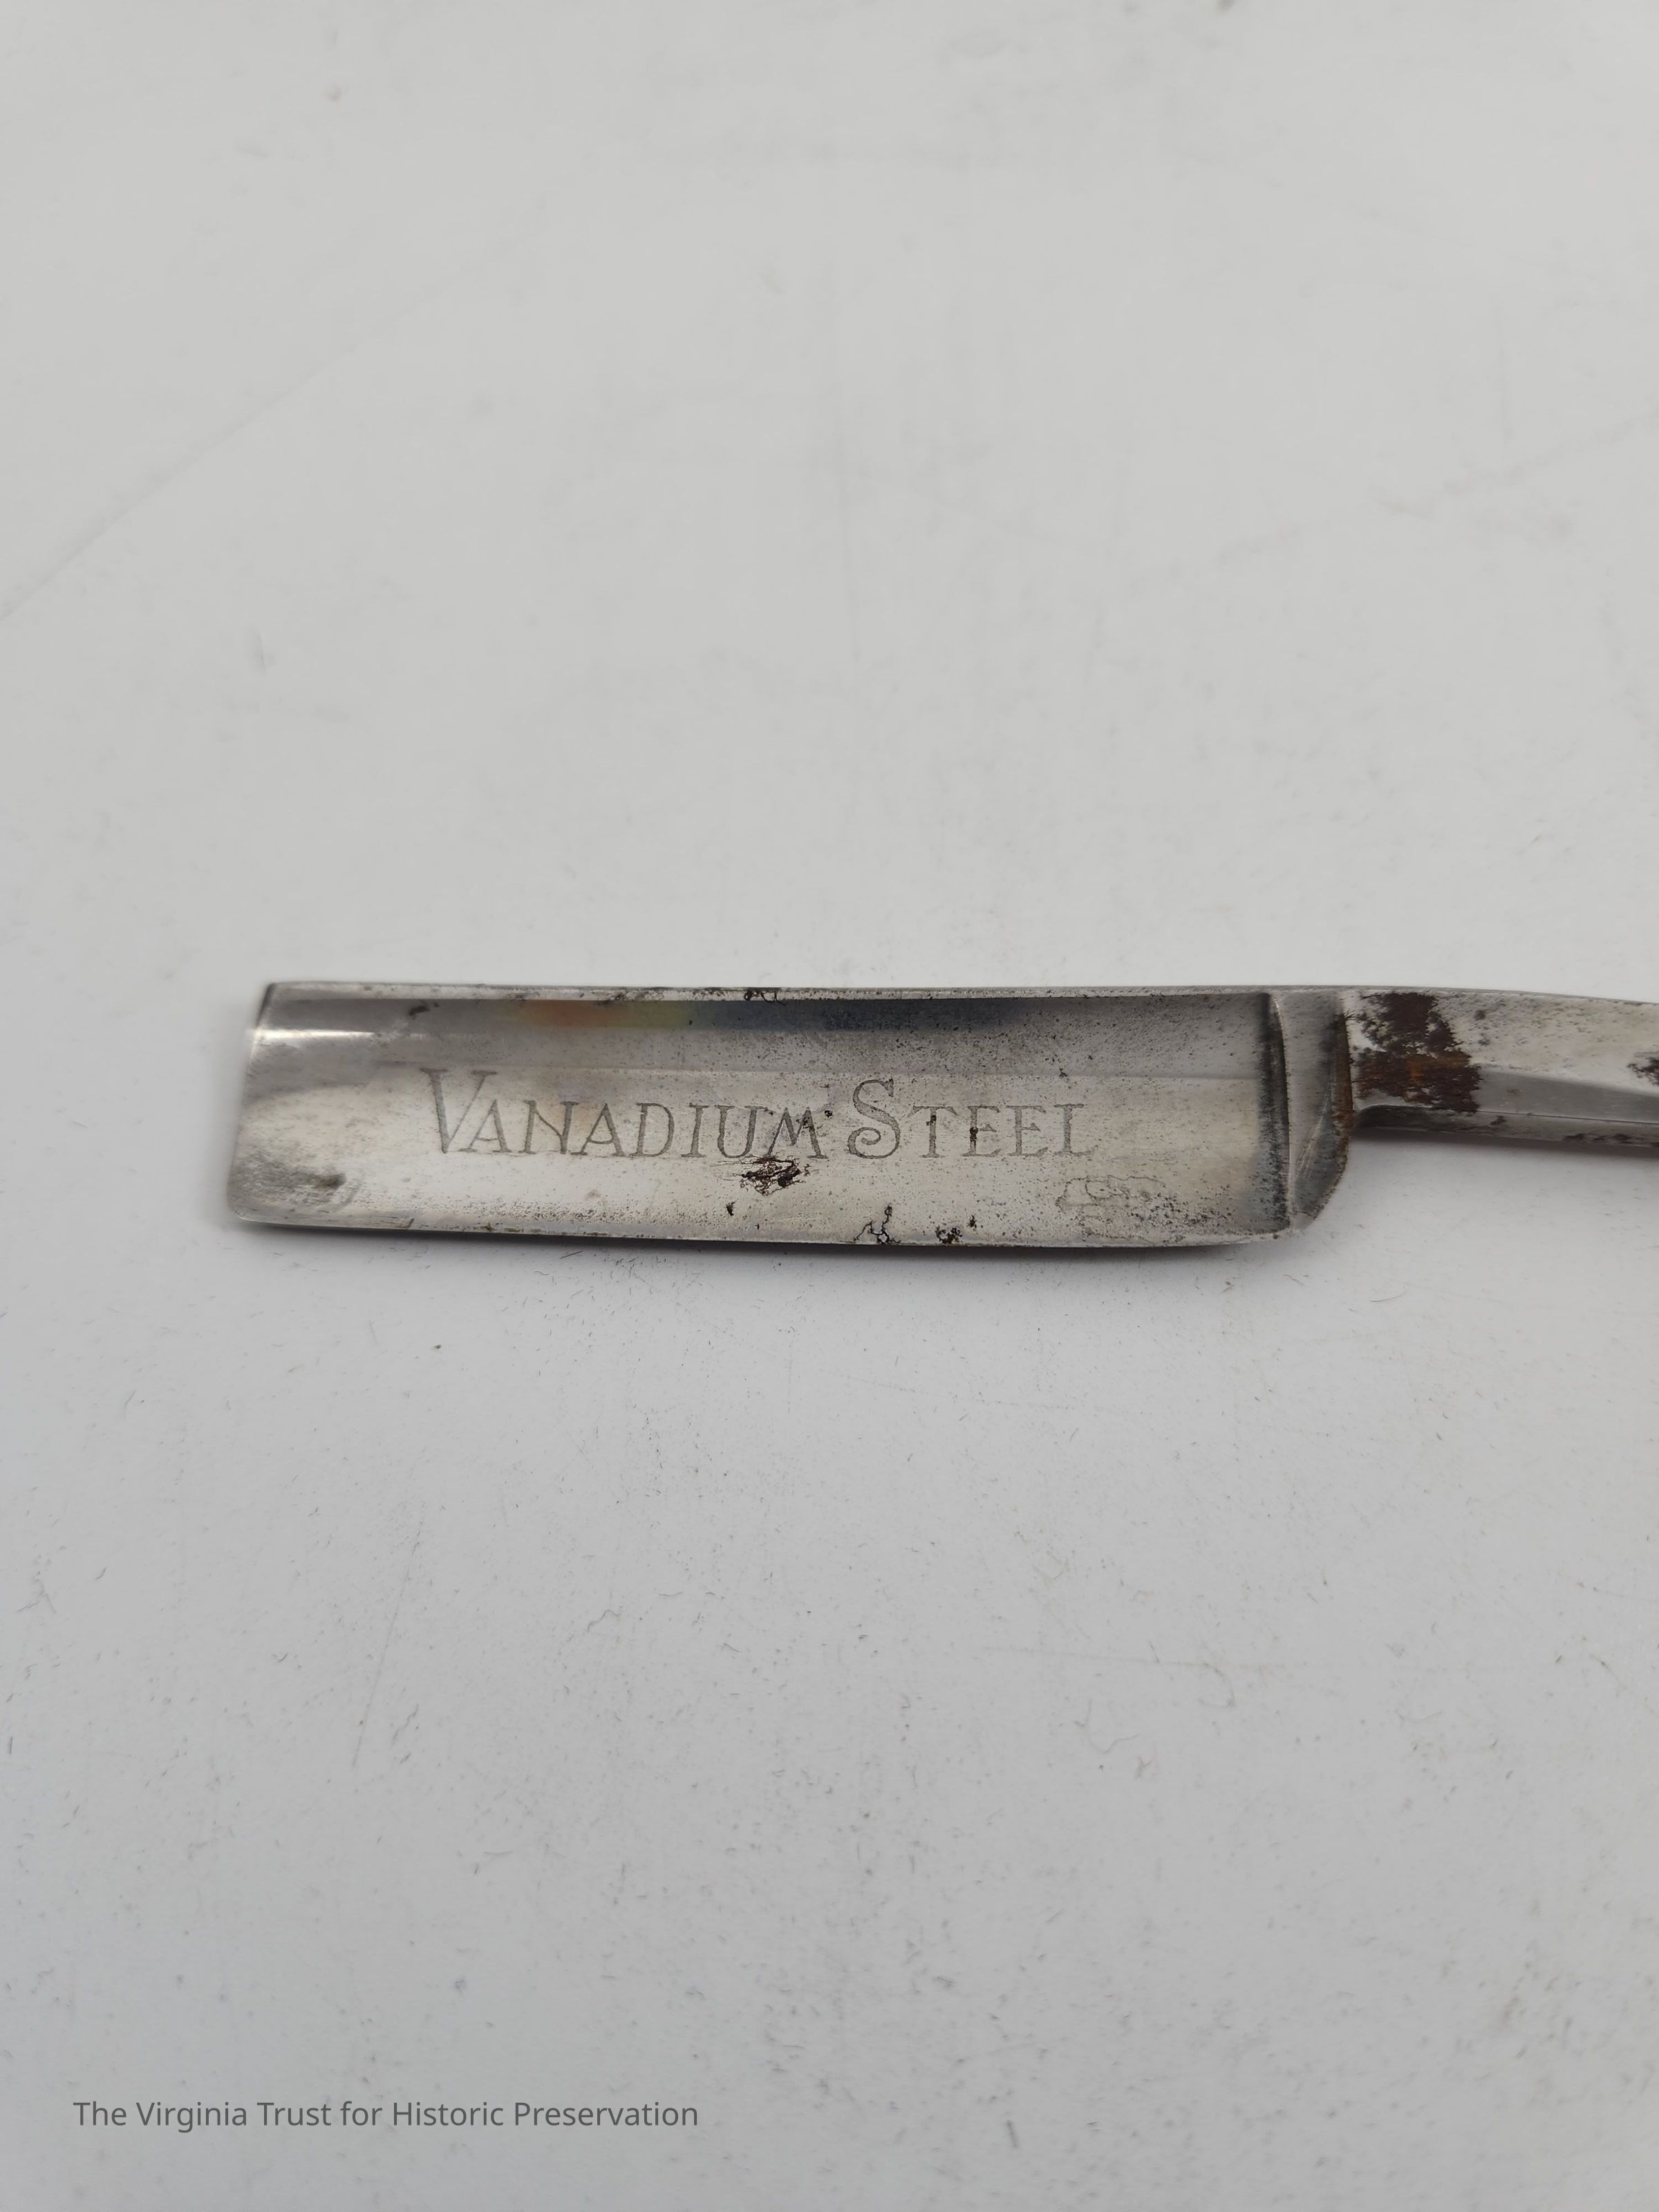 VANADIUM STEEL
The Virginia Trust for Historic Preservation